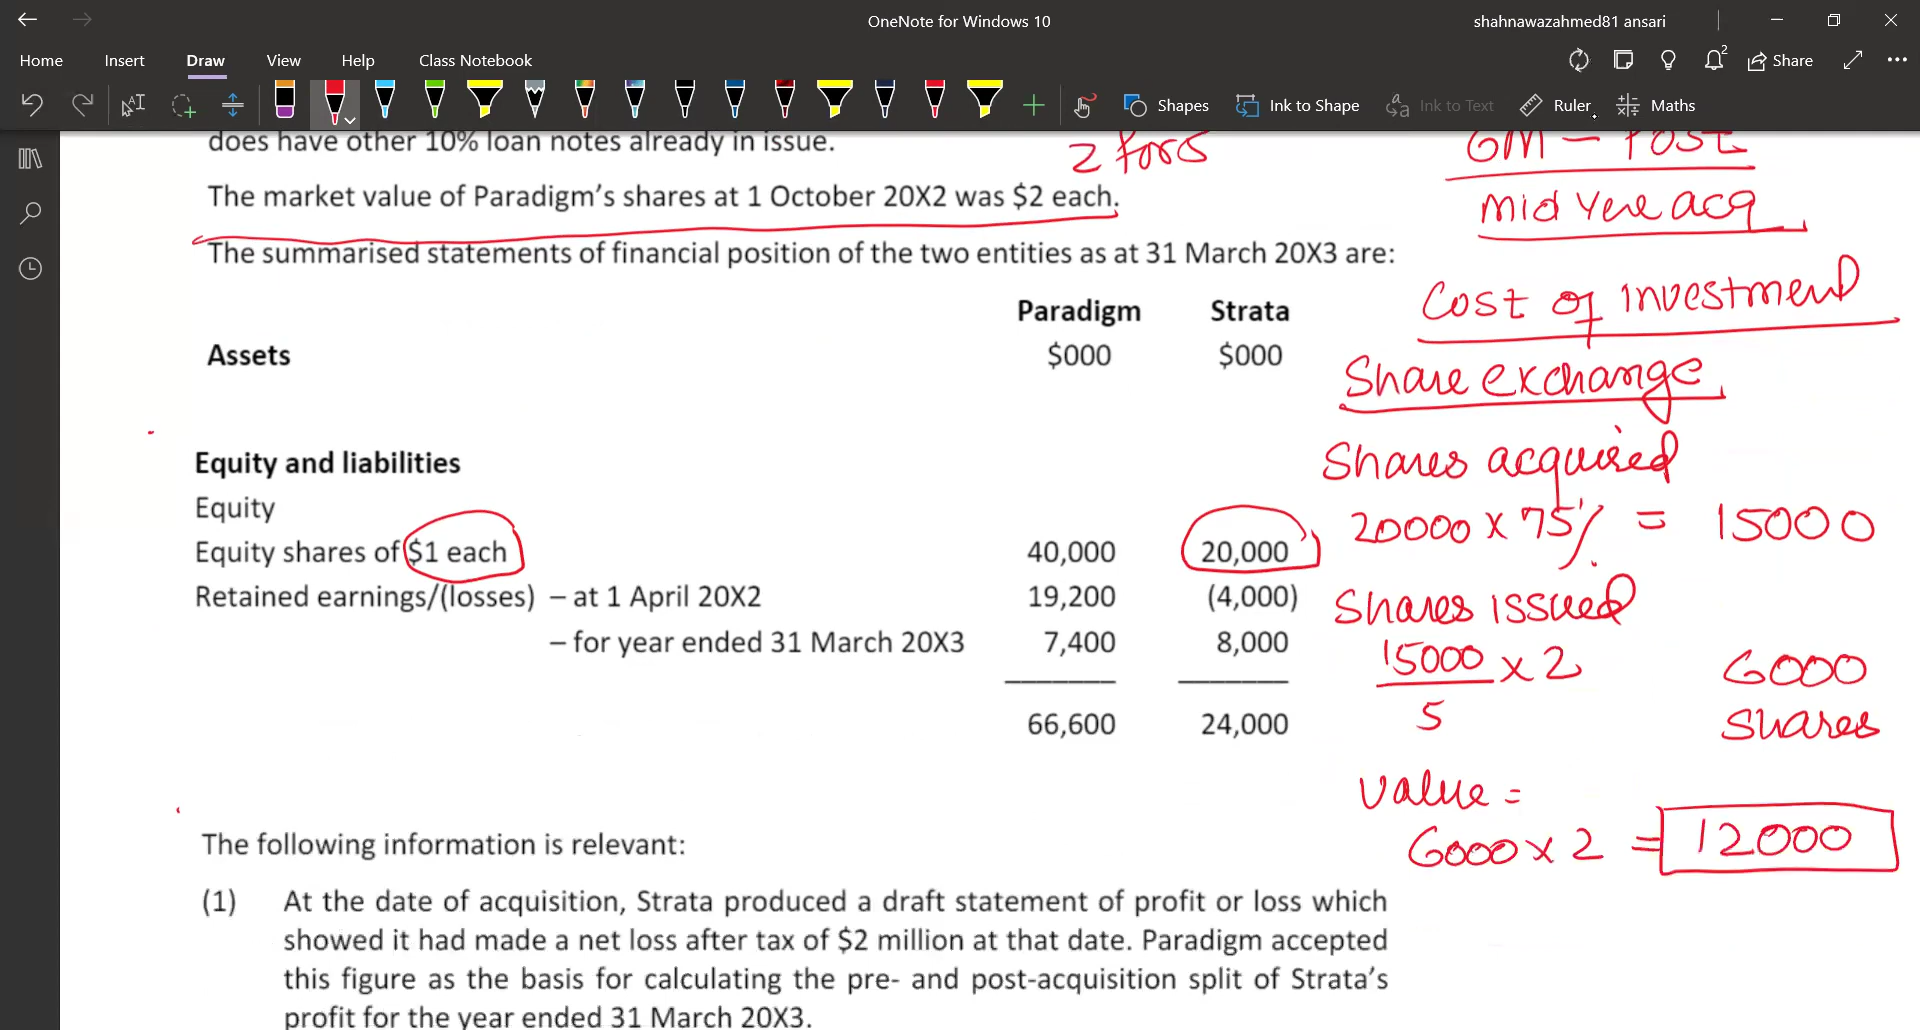 OneNote for Windows 10
shahnawazahmed81 ansari
Home Insert Draw View Help Class Notebook
2 Share
Shapes Ink to Shape Ink to Text Ruler Maths
does have other 10% loan notes already in issue.
2 for 5
The market value of Paradigm's shares at 1 October 20X2 was $2 each.
The summarised statements of financial position of the two entities as at 31 March 20X3 are:
Paradigm Strata
Assets $000 $000
Equity and liabilities
Equity
Equity shares of $1 each 40,000 20,000
Retained earnings/(losses) – at 1 April 20X2 19,200 (4,000)
– for year ended 31 March 20X3 7,400 8,000
66,600 24,000
The following information is relevant:
(1) At the date of acquisition, Strata produced a draft statement of profit or loss which
showed it had made a net loss after tax of $2 million at that date. Paradigm accepted
this figure as the basis for calculating the pre- and post-acquisition split of Strata's
profit for the year ended 31 March 20X3.
6M – Post
mid year acq
Cost of investment
Share exchange
Shares acquired
20000 x 75% = 15000
Shares issued
15000 x 2 6000
5 shares
Value =
6000 x 2 = 12000